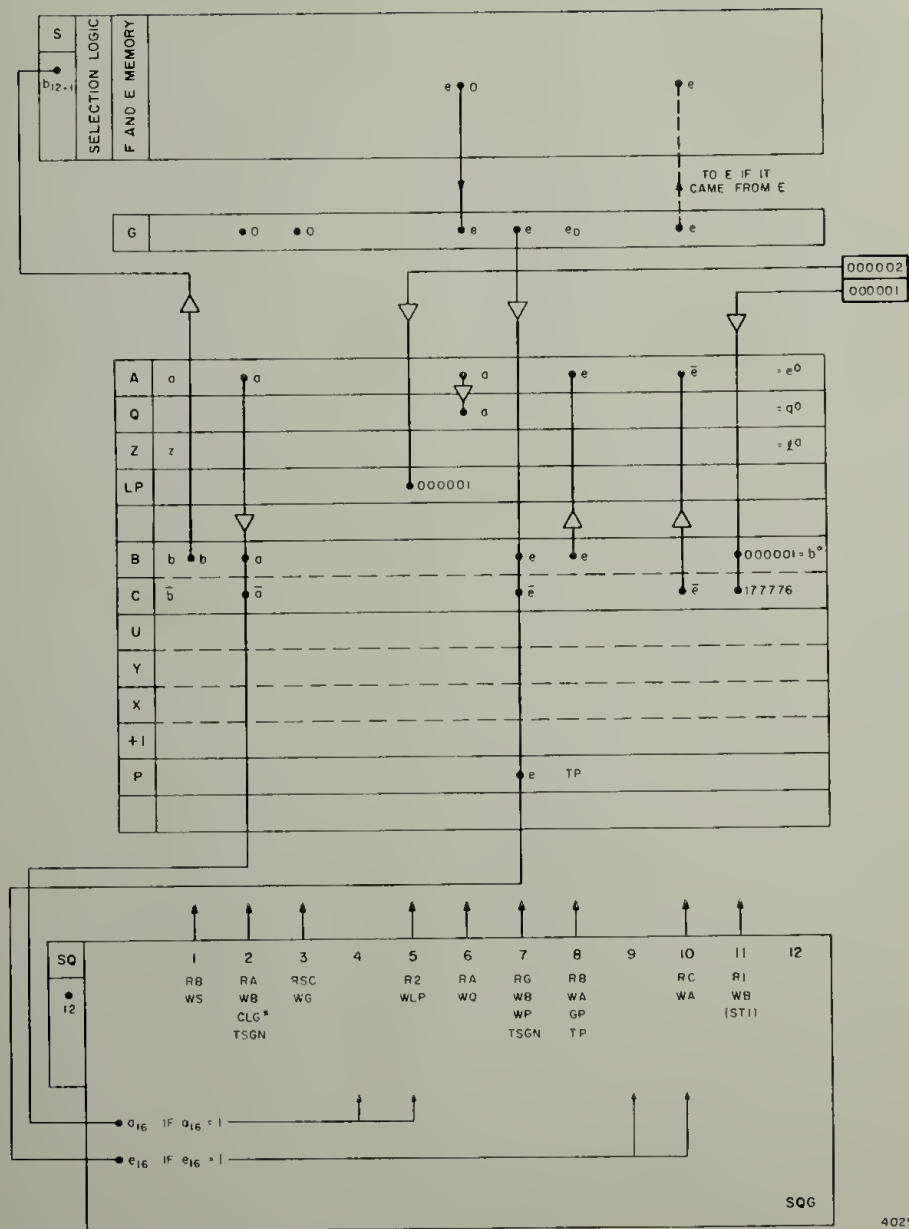 S
SELECTION LOGIC
F AND E MEMORY
b12-1
e 0
e
TO E IF IT
CAME FROM E
G
0 0 e e e0 e
000002
000001
A a a a e ē = e0
Q a = q0
Z z
LP 000001
B b b a e e 000001 = b0
C b̄ ā ē ē 177776
U
Y
X
+1
P e TP
SQ
12
1 2 3 4 5 6 7 8 9 10 11 12
RB RA RSC R2 RA RG RB RC R1
WS WB WG WLP WQ WB WA WA WB
CLG* WP GP (ST1)
TSGN TSGN TP
a16 IF a16 = 1
e16 IF e16 = 1
SQG